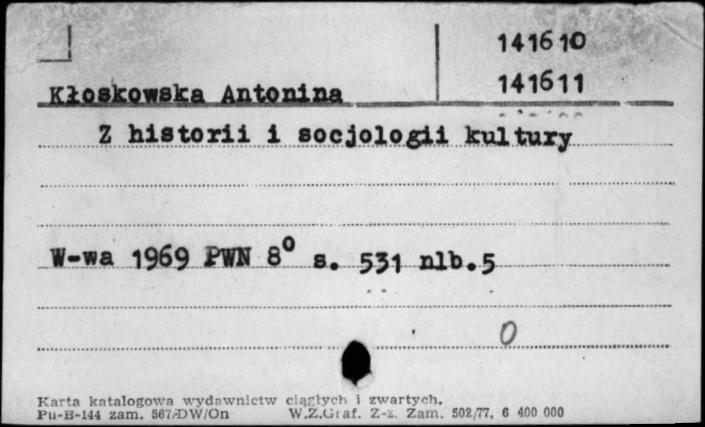 141610
141611
Kłoskowska Antonina
Z historii i socjologii kultury
W-wa 1969 PWN 8⁰ s. 531 nlb.5
0
Karta katalogowa wydawnictw ciągłych i zwartych.
Pu-B-144 zam. 567/DW/On W.Z.Graf. Z-z. Zam. 502/77, 6 400 000